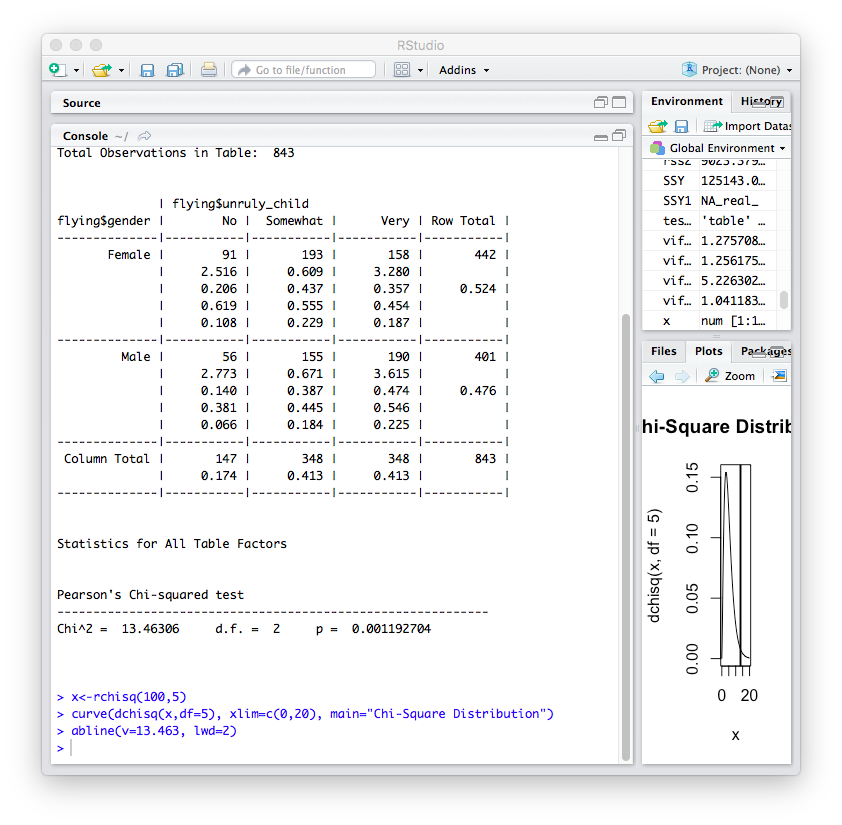 RStudio
Go to file/function
Addins
Project: (None)
Source
Console ~/
Total Observations in Table:  843
| flying$unruly_child
flying$gender |        No |  Somewhat |      Very | Row Total |
--------------|-----------|-----------|-----------|-----------|
Female |        91 |       193 |       158 |       442 |
|     2.516 |     0.609 |     3.280 |           |
|     0.206 |     0.437 |     0.357 |     0.524 |
|     0.619 |     0.555 |     0.454 |           |
|     0.108 |     0.229 |     0.187 |           |
--------------|-----------|-----------|-----------|-----------|
Male |        56 |       155 |       190 |       401 |
|     2.773 |     0.671 |     3.615 |           |
|     0.140 |     0.387 |     0.474 |     0.476 |
|     0.381 |     0.445 |     0.546 |           |
|     0.066 |     0.184 |     0.225 |           |
--------------|-----------|-----------|-----------|-----------|
Column Total |       147 |       348 |       348 |       843 |
|     0.174 |     0.413 |     0.413 |           |
--------------|-----------|-----------|-----------|-----------|
Statistics for All Table Factors
Pearson's Chi-squared test
------------------------------------------------------------
Chi^2 =  13.46306     d.f. =  2     p =  0.001192704
> x<-rchisq(100,5)
> curve(dchisq(x,df=5), xlim=c(0,20), main="Chi-Square Distribution")
> abline(v=13.463, lwd=2)
>
Environment History
Import Datas
Global Environment
rss2 9023.379…
SSY 125143.0…
SSY1 NA_real_
tes… 'table' …
vif… 1.275708…
vif… 1.256175…
vif… 5.226302…
vif… 1.041183…
x num [1:1…
Files Plots Packages
Zoom
hi-Square Distrib
dchisq(x, df = 5)
0.15
0.10
0.05
0.00
0 20
x